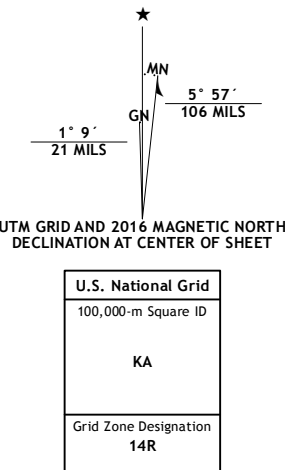 ★
MN
5° 57´
106 MILS
GN
1° 9´
21 MILS
UTM GRID AND 2016 MAGNETIC NORTH
DECLINATION AT CENTER OF SHEET
U.S. National Grid
100,000-m Square ID
KA
Grid Zone Designation
14R